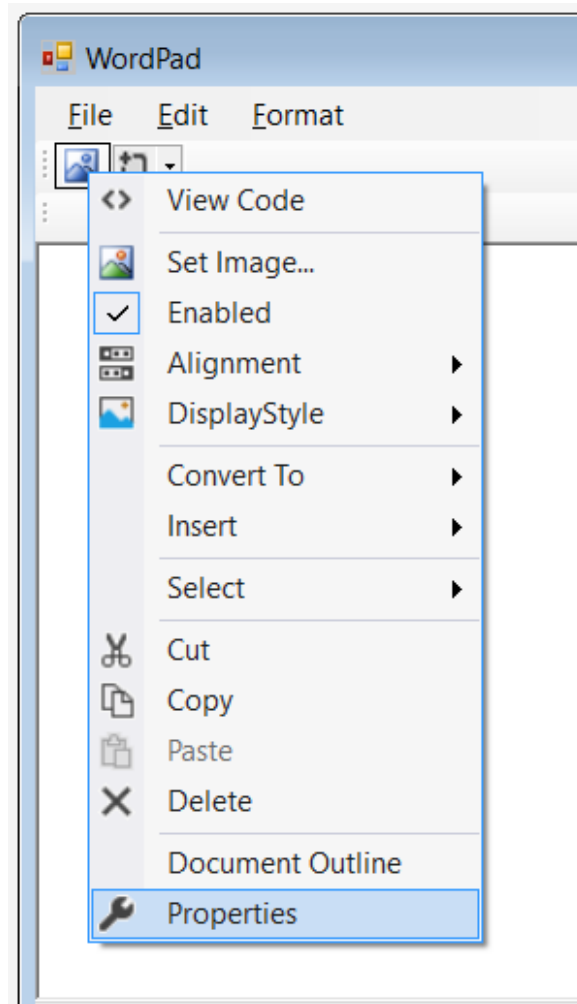 WordPad
File Edit Format
View Code
Set Image...
Enabled
Alignment
DisplayStyle
Convert To
Insert
Select
Cut
Copy
Paste
Delete
Document Outline
Properties